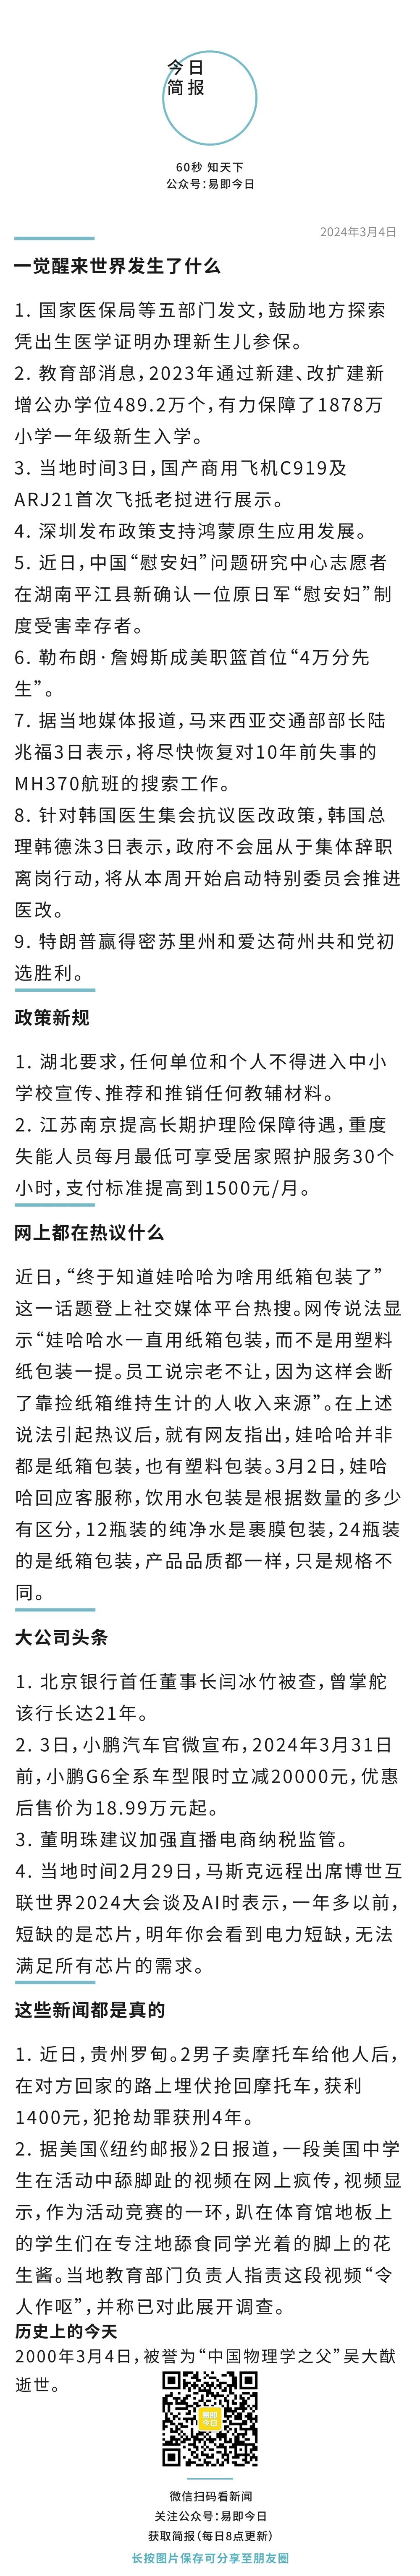 今日
简报
60秒 知天下
公众号：易即今日
2024年3月4日
一觉醒来世界发生了什么
1. 国家医保局等五部门发文，鼓励地方探索
凭出生医学证明办理新生儿参保。
2. 教育部消息，2023年通过新建、改扩建新
增公办学位489.2万个，有力保障了1878万
小学一年级新生入学。
3. 当地时间3日，国产商用飞机C919及
ARJ21首次飞抵老挝进行展示。
4. 深圳发布政策支持鸿蒙原生应用发展。
5. 近日，中国“慰安妇”问题研究中心志愿者
在湖南平江县新确认一位原日军“慰安妇”制
度受害幸存者。
6. 勒布朗·詹姆斯成美职篮首位“4万分先
生”。
7. 据当地媒体报道，马来西亚交通部部长陆
兆福3日表示，将尽快恢复对10年前失事的
MH370航班的搜索工作。
8. 针对韩国医生集会抗议医改政策，韩国总
理韩德洙3日表示，政府不会屈从于集体辞职
离岗行动，将从本周开始启动特别委员会推进
医改。
9. 特朗普赢得密苏里州和爱达荷州共和党初
选胜利。
政策新规
1. 湖北要求，任何单位和个人不得进入中小
学校宣传、推荐和推销任何教辅材料。
2. 江苏南京提高长期护理险保障待遇，重度
失能人员每月最低可享受居家照护服务30个
小时，支付标准提高到1500元/月。
网上都在热议什么
近日，“终于知道娃哈哈为啥用纸箱包装了”
这一话题登上社交媒体平台热搜。网传说法显
示“娃哈哈水一直用纸箱包装，而不是用塑料
纸包装一提。员工说宗老不让，因为这样会断
了靠捡纸箱维持生计的人收入来源”。在上述
说法引起热议后，就有网友指出，娃哈哈并非
都是纸箱包装，也有塑料包装。3月2日，娃哈
哈回应客服称，饮用水包装是根据数量的多少
有区分，12瓶装的纯净水是裹膜包装，24瓶装
的是纸箱包装，产品品质都一样，只是规格不
同。
大公司头条
1. 北京银行首任董事长闫冰竹被查，曾掌舵
该行长达21年。
2. 3日，小鹏汽车官微宣布，2024年3月31日
前，小鹏G6全系车型限时立减20000元，优惠
后售价为18.99万元起。
3. 董明珠建议加强直播电商纳税监管。
4. 当地时间2月29日，马斯克远程出席博世互
联世界2024大会谈及AI时表示，一年多以前，
短缺的是芯片，明年你会看到电力短缺，无法
满足所有芯片的需求。
这些新闻都是真的
1. 近日，贵州罗甸。2男子卖摩托车给他人后，
在对方回家的路上埋伏抢回摩托车，获利
1400元，犯抢劫罪获刑4年。
2. 据美国《纽约邮报》2日报道，一段美国中学
生在活动中舔脚趾的视频在网上疯传，视频显
示，作为活动竞赛的一环，趴在体育馆地板上
的学生们在专注地舔食同学光着的脚上的花
生酱。当地教育部门负责人指责这段视频“令
人作呕”，并称已对此展开调查。
历史上的今天
2000年3月4日，被誉为“中国物理学之父”吴大猷
逝世。
易即
今日
微信扫码看新闻
关注公众号：易即今日
获取简报（每日8点更新）
长按图片保存可分享至朋友圈